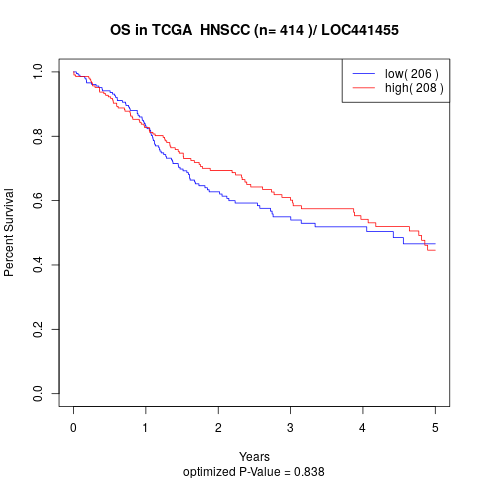 OS in TCGA  HNSCC (n= 414 )/ LOC441455
low( 206 )
high( 208 )
1.0
0.8
0.6
0.4
0.2
0.0
Percent Survival
0 1 2 3 4 5
Years
optimized P-Value = 0.838